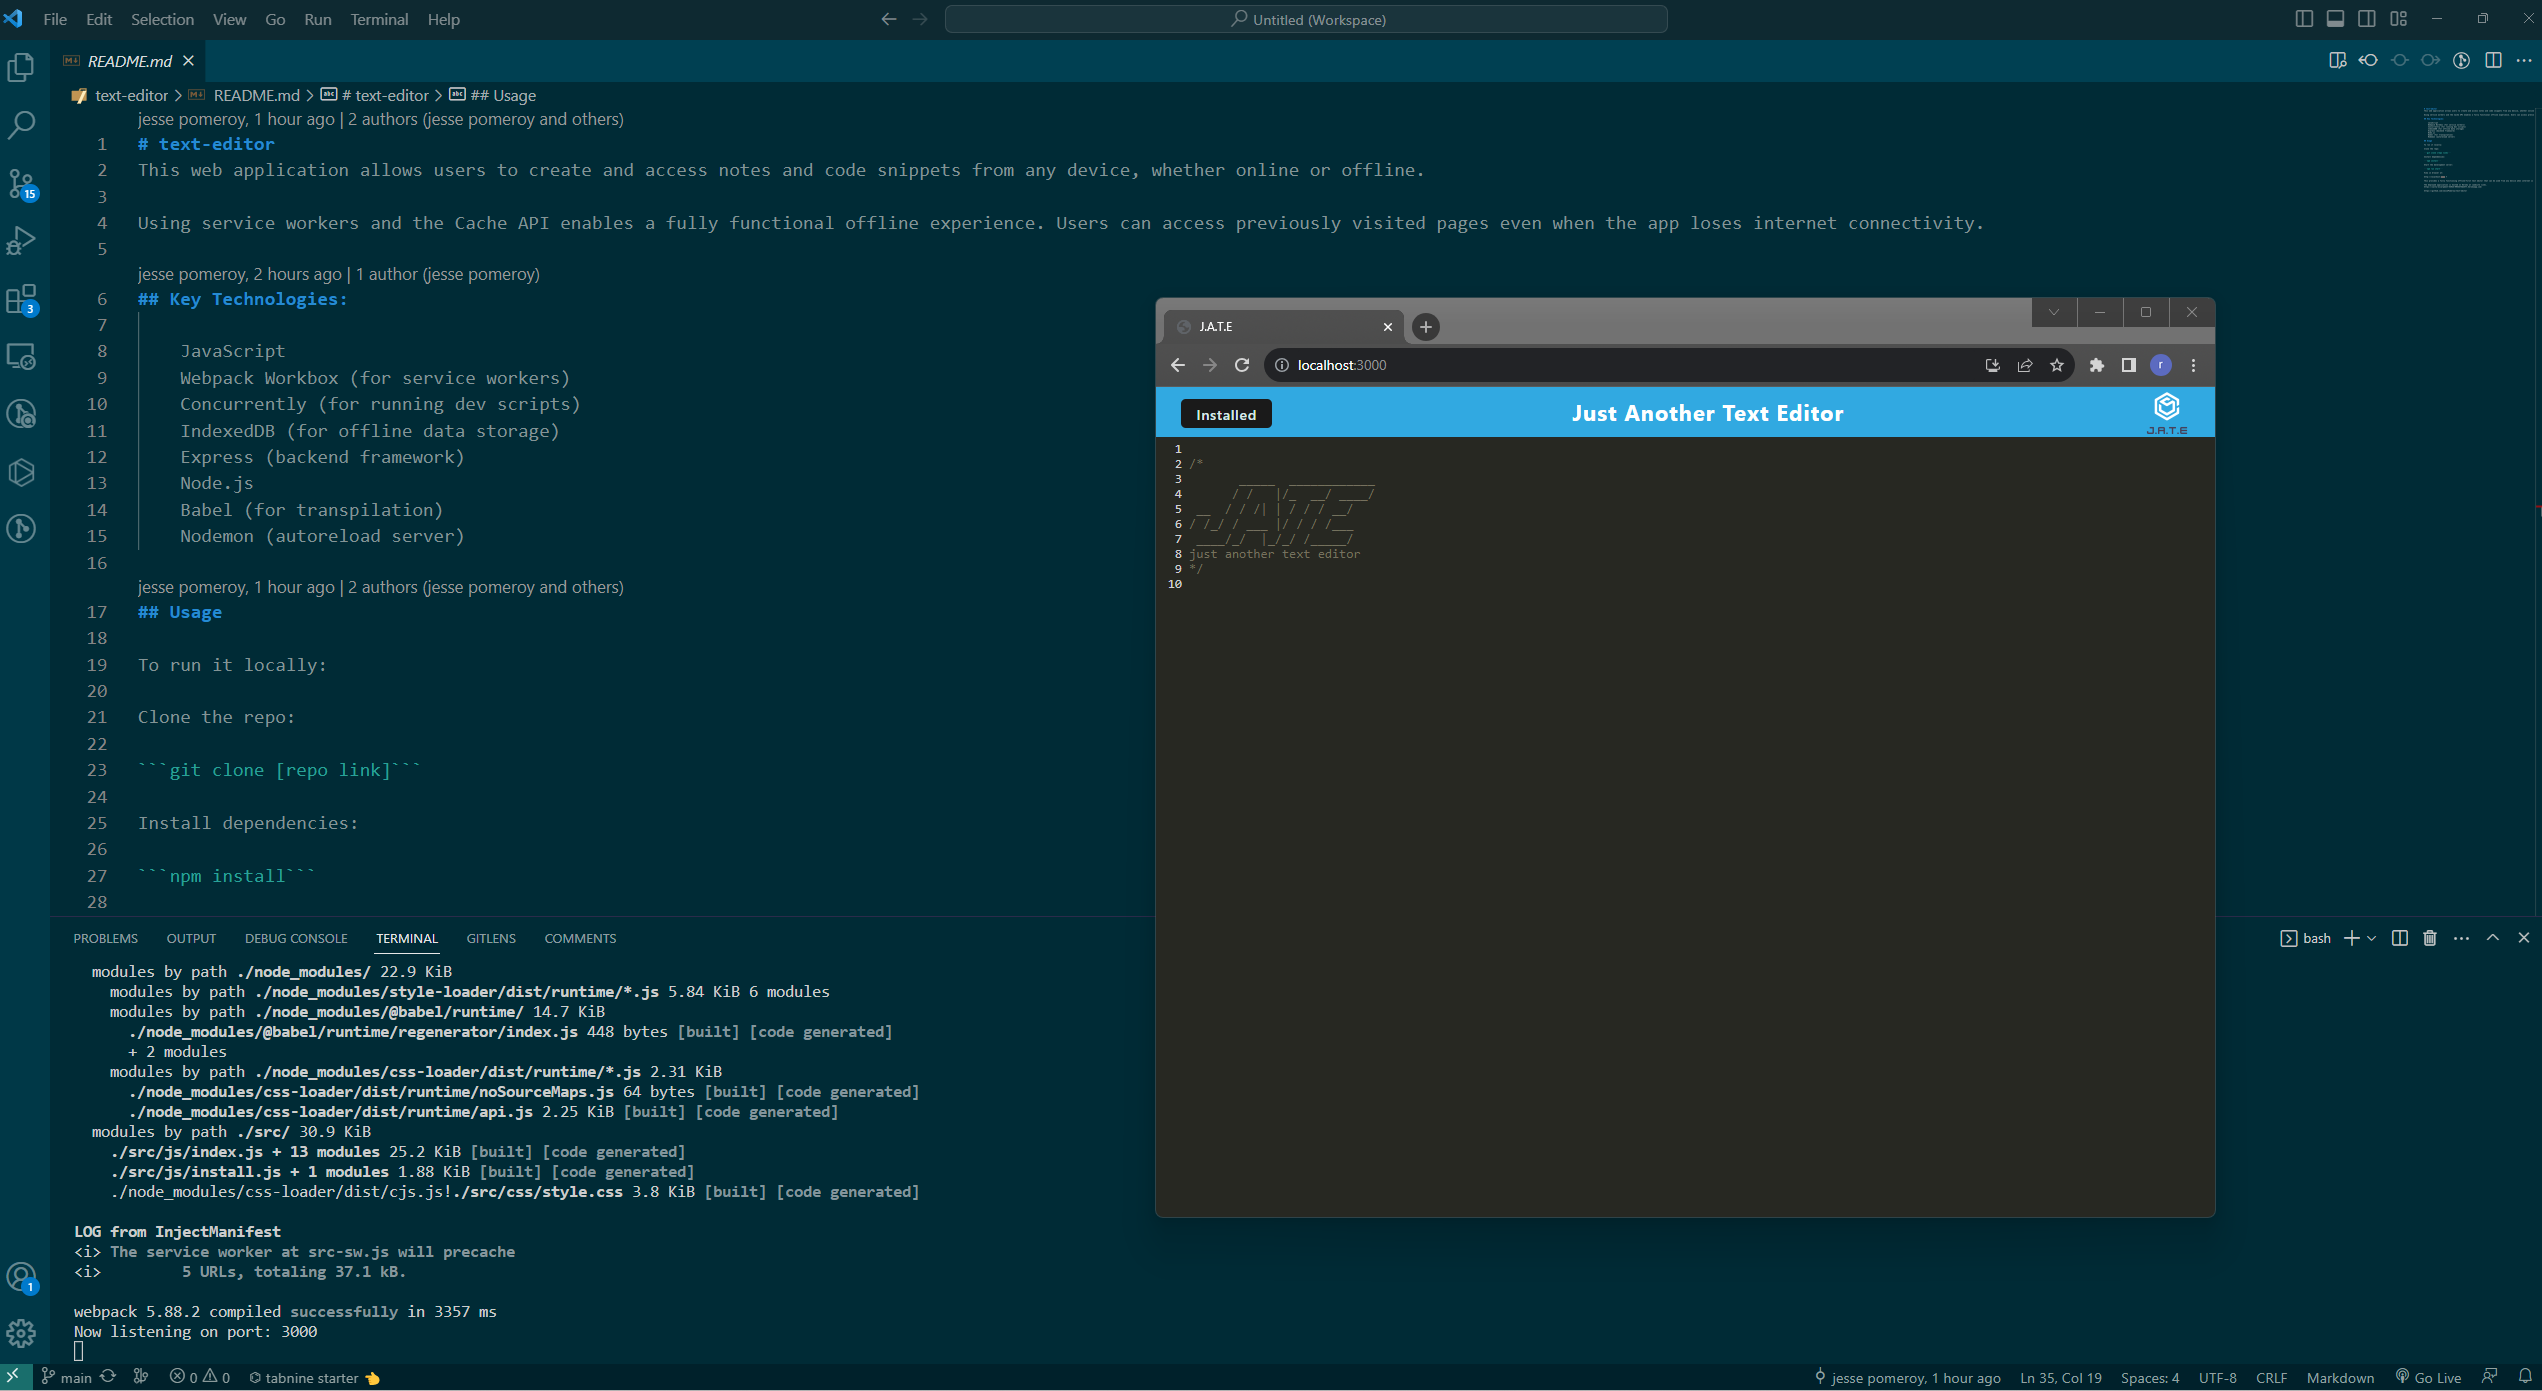 File Edit Selection View Go Run Terminal Help
Untitled (Workspace)
README.md
text-editor > README.md > # text-editor > ## Usage
jesse pomeroy, 1 hour ago | 2 authors (jesse pomeroy and others)
1 # text-editor
2 This web application allows users to create and access notes and code snippets from any device, whether online or offline.
3
4 Using service workers and the Cache API enables a fully functional offline experience. Users can access previously visited pages even when the app loses internet connectivity.
5
jesse pomeroy, 2 hours ago | 1 author (jesse pomeroy)
6 ## Key Technologies:
7
8 JavaScript
9 Webpack Workbox (for service workers)
10 Concurrently (for running dev scripts)
11 IndexedDB (for offline data storage)
12 Express (backend framework)
13 Node.js
14 Babel (for transpilation)
15 Nodemon (autoreload server)
16
jesse pomeroy, 1 hour ago | 2 authors (jesse pomeroy and others)
17 ## Usage
18
19 To run it locally:
20
21 Clone the repo:
22
23 ```git clone [repo link]```
24
25 Install dependencies:
26
27 ```npm install```
28
15
3
1
J.A.T.E
localhost:3000
r
Installed
Just Another Text Editor
J.A.T.E
1
2 /*
3       _____  ____________
4      / /   |/_  __/ ____/
5 __  / / /| | / / / __/
6 / /_/ / ___ |/ / / /___
7 ____/_/  |_/_/ /_____/
8 just another text editor
9 */
10
PROBLEMS OUTPUT DEBUG CONSOLE TERMINAL GITLENS COMMENTS
bash
modules by path ./node_modules/ 22.9 KiB
modules by path ./node_modules/style-loader/dist/runtime/*.js 5.84 KiB 6 modules
modules by path ./node_modules/@babel/runtime/ 14.7 KiB
./node_modules/@babel/runtime/regenerator/index.js 448 bytes [built] [code generated]
+ 2 modules
modules by path ./node_modules/css-loader/dist/runtime/*.js 2.31 KiB
./node_modules/css-loader/dist/runtime/noSourceMaps.js 64 bytes [built] [code generated]
./node_modules/css-loader/dist/runtime/api.js 2.25 KiB [built] [code generated]
modules by path ./src/ 30.9 KiB
./src/js/index.js + 13 modules 25.2 KiB [built] [code generated]
./src/js/install.js + 1 modules 1.88 KiB [built] [code generated]
./node_modules/css-loader/dist/cjs.js!./src/css/style.css 3.8 KiB [built] [code generated]
LOG from InjectManifest
<i> The service worker at src-sw.js will precache
<i> 5 URLs, totaling 37.1 kB.
webpack 5.88.2 compiled successfully in 3357 ms
Now listening on port: 3000
main 0 0 tabnine starter
jesse pomeroy, 1 hour ago Ln 35, Col 19 Spaces: 4 UTF-8 CRLF Markdown Go Live